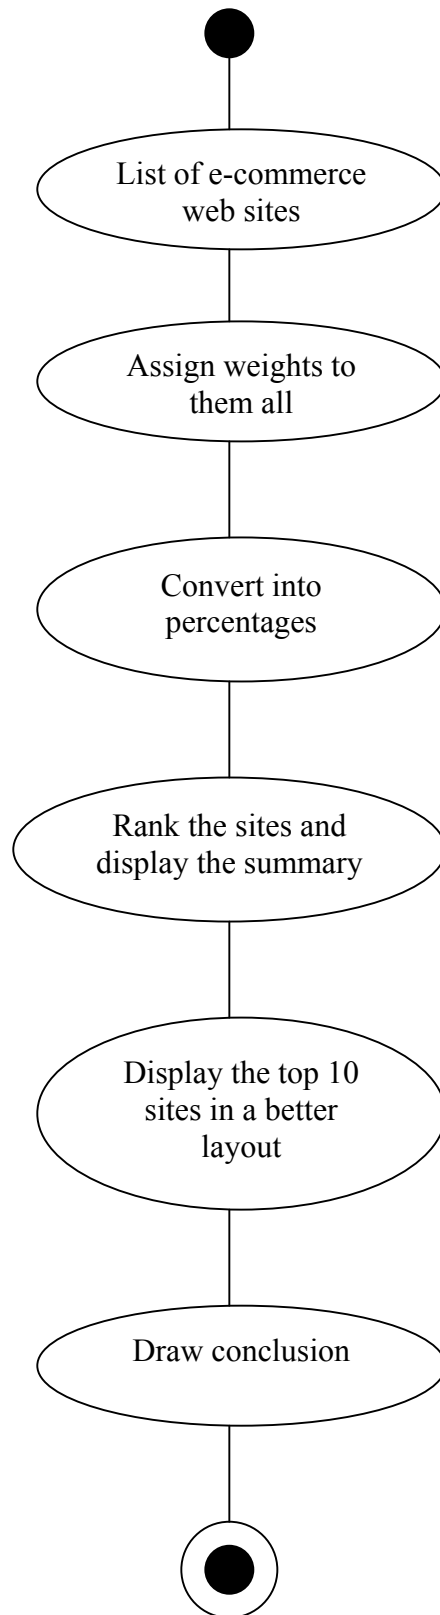 List of e-commerce
web sites
Assign weights to
them all
Convert into
percentages
Rank the sites and
display the summary
Display the top 10
sites in a better
layout
Draw conclusion